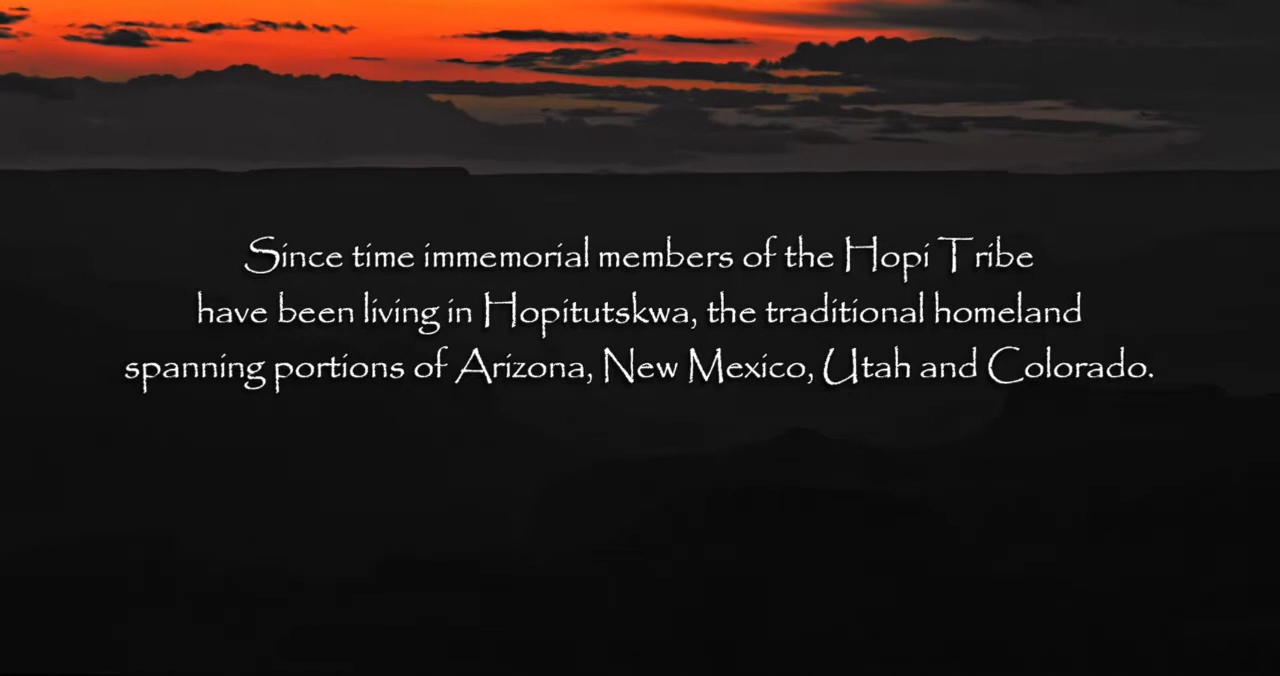 Since time immemorial members of the Hopi Tribe
have been living in Hopitutskwa, the traditional homeland
spanning portions of Arizona, New Mexico, Utah and Colorado.